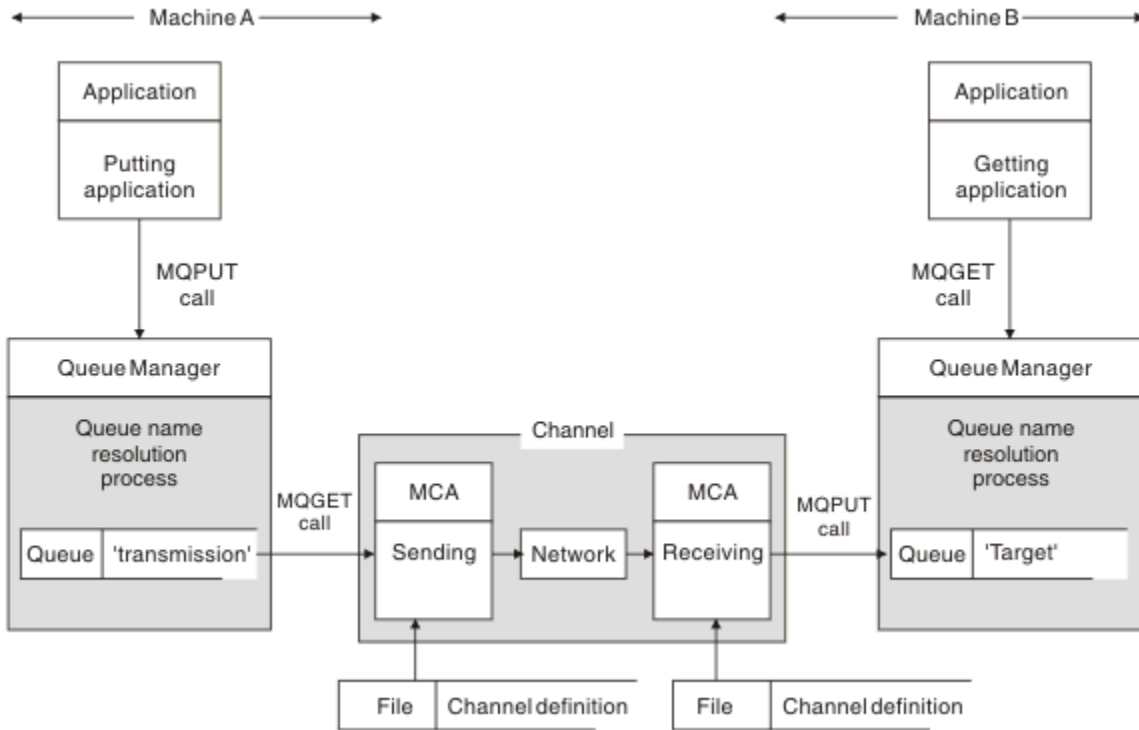 Machine A
Machine B
Application
Putting
application
Application
Getting
application
MQPUT
call
MQGET
call
Queue Manager
Queue name
resolution
process
Queue 'transmission'
MQGET
call
Channel
MCA
Sending
Network
MCA
Receiving
MQPUT
call
Queue Manager
Queue name
resolution
process
Queue 'Target'
File Channel definition
File Channel definition